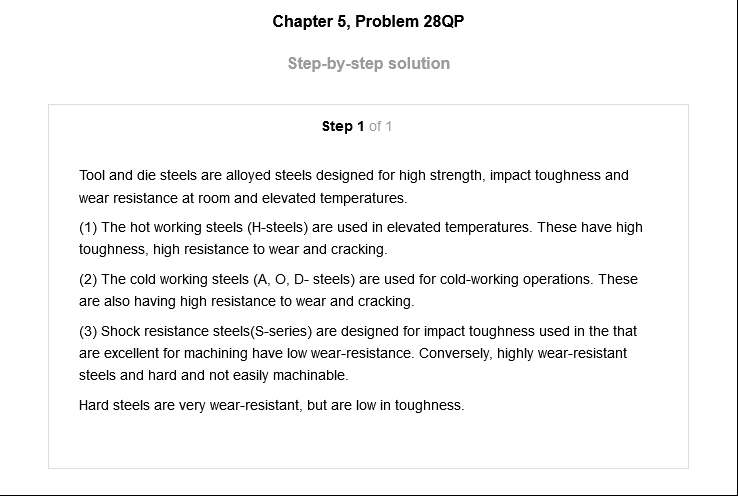 Chapter 5, Problem 28QP
Step-by-step solution
Step 1 of 1
Tool and die steels are alloyed steels designed for high strength, impact toughness and
wear resistance at room and elevated temperatures.
(1) The hot working steels (H-steels) are used in elevated temperatures. These have high
toughness, high resistance to wear and cracking.
(2) The cold working steels (A, O, D- steels) are used for cold-working operations. These
are also having high resistance to wear and cracking.
(3) Shock resistance steels(S-series) are designed for impact toughness used in the that
are excellent for machining have low wear-resistance. Conversely, highly wear-resistant
steels and hard and not easily machinable.
Hard steels are very wear-resistant, but are low in toughness.